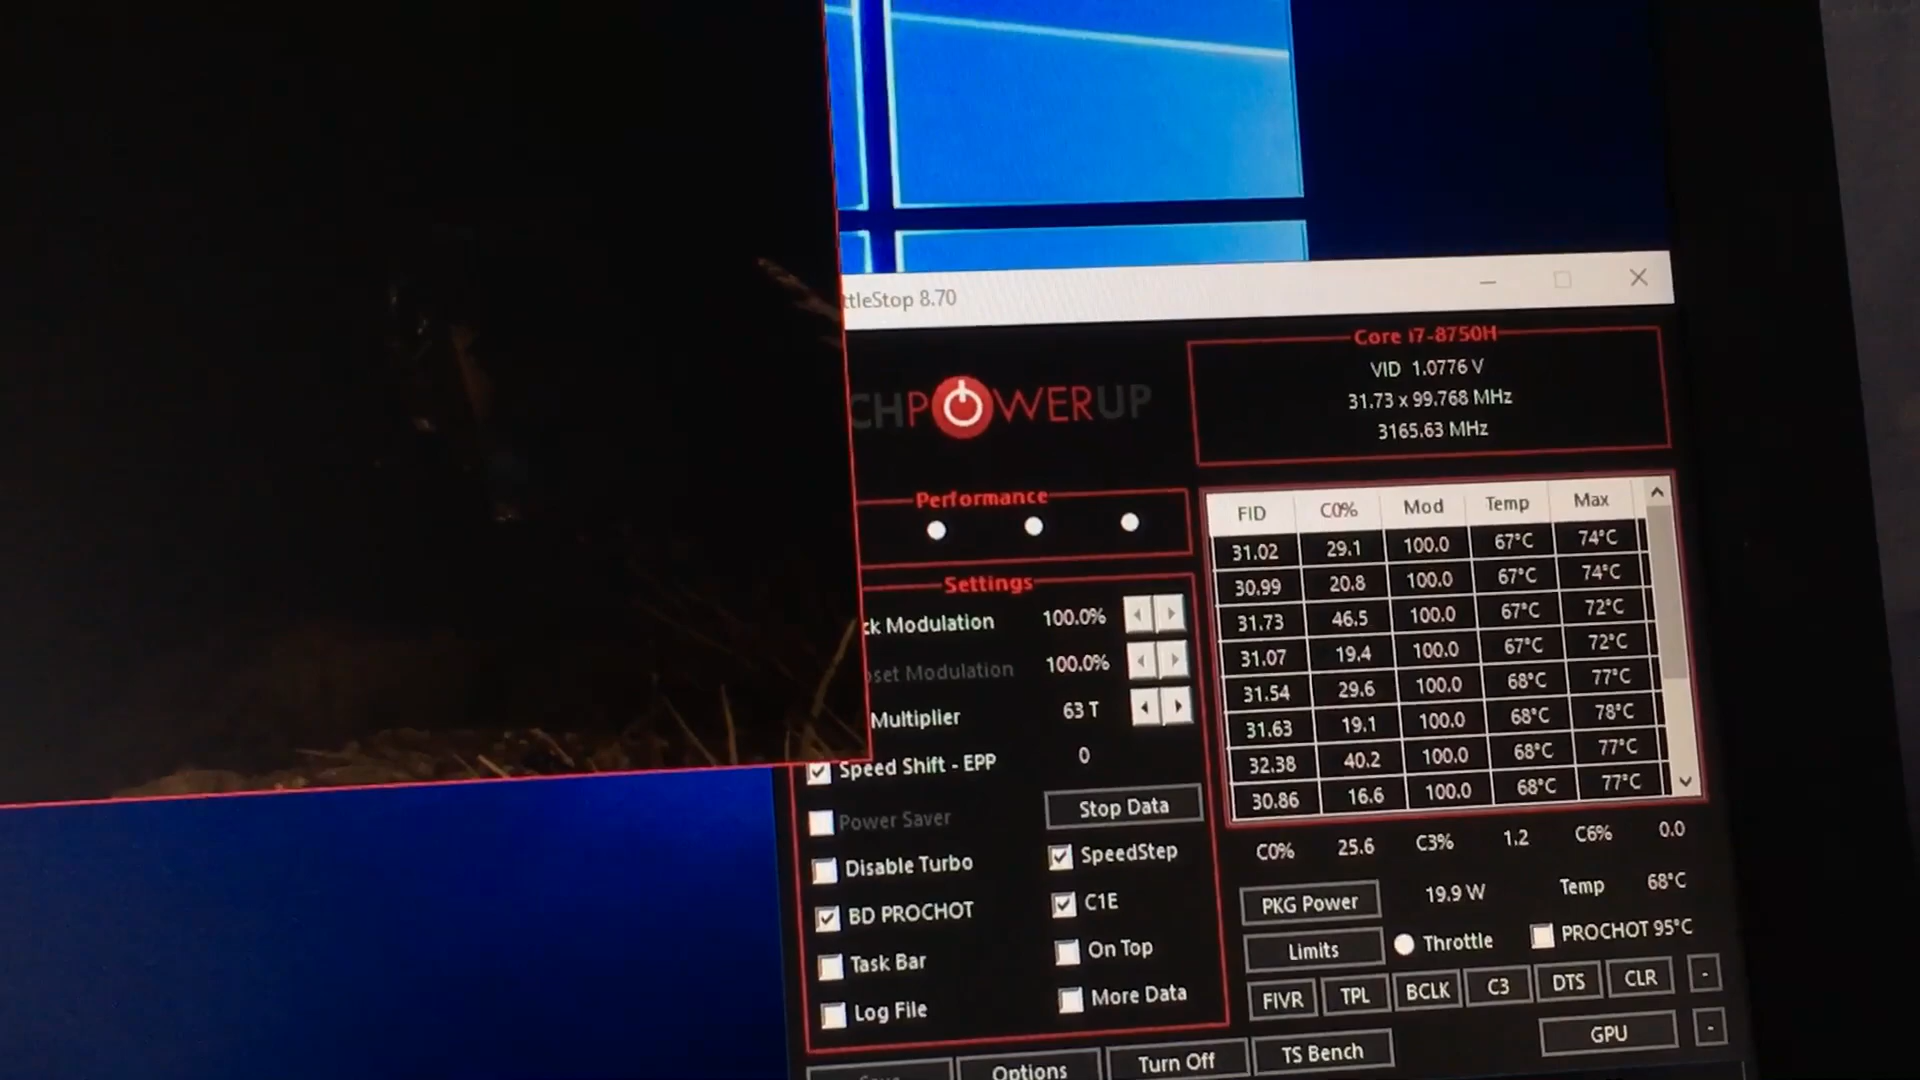 ttleStop 8.70
CHPOWERUP
Core i7-8750H
VID 1.0776 V
31.73 x 99.768 MHz
3165.63 MHz
Performance
Settings
ck Modulation 100.0%
pset Modulation 100.0%
Multiplier 63 T
Speed Shift - EPP 0
Power Saver
Stop Data
Disable Turbo
SpeedStep
BD PROCHOT
C1E
Task Bar
On Top
Log File
More Data
FID C0% Mod Temp Max
31.02 29.1 100.0 67°C 74°C
30.99 20.8 100.0 67°C 74°C
31.73 46.5 100.0 67°C 72°C
31.07 19.4 100.0 67°C 72°C
31.54 29.6 100.0 68°C 77°C
31.63 19.1 100.0 68°C 78°C
32.38 40.2 100.0 68°C 77°C
30.86 16.6 100.0 68°C 77°C
C0% 25.6 C3% 1.2 C6% 0.0
PKG Power 19.9 W Temp 68°C
Limits Throttle PROCHOT 95°C
FIVR TPL BCLK C3 DTS CLR -
GPU -
Options Turn Off TS Bench